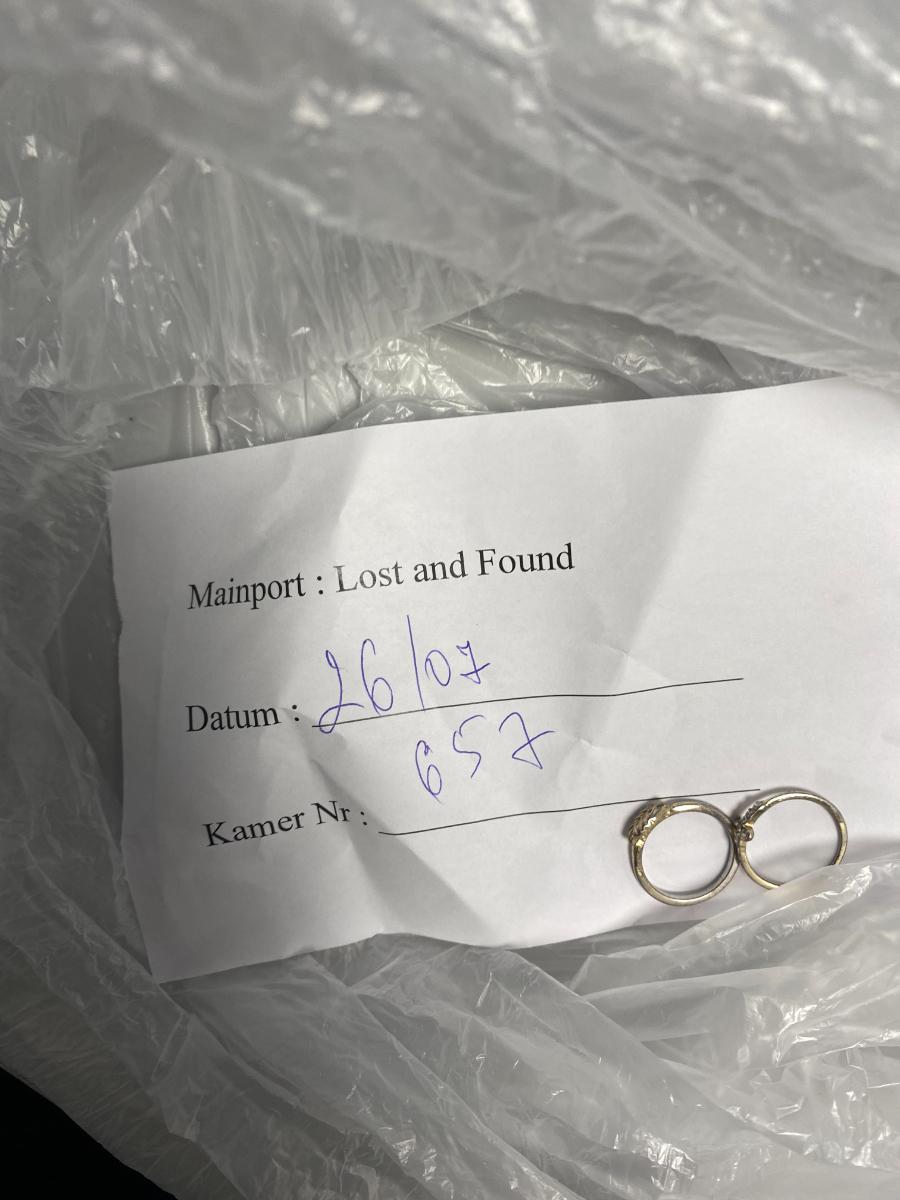 Mainport : Lost and Found
Datum : 26/07
Kamer Nr : 657